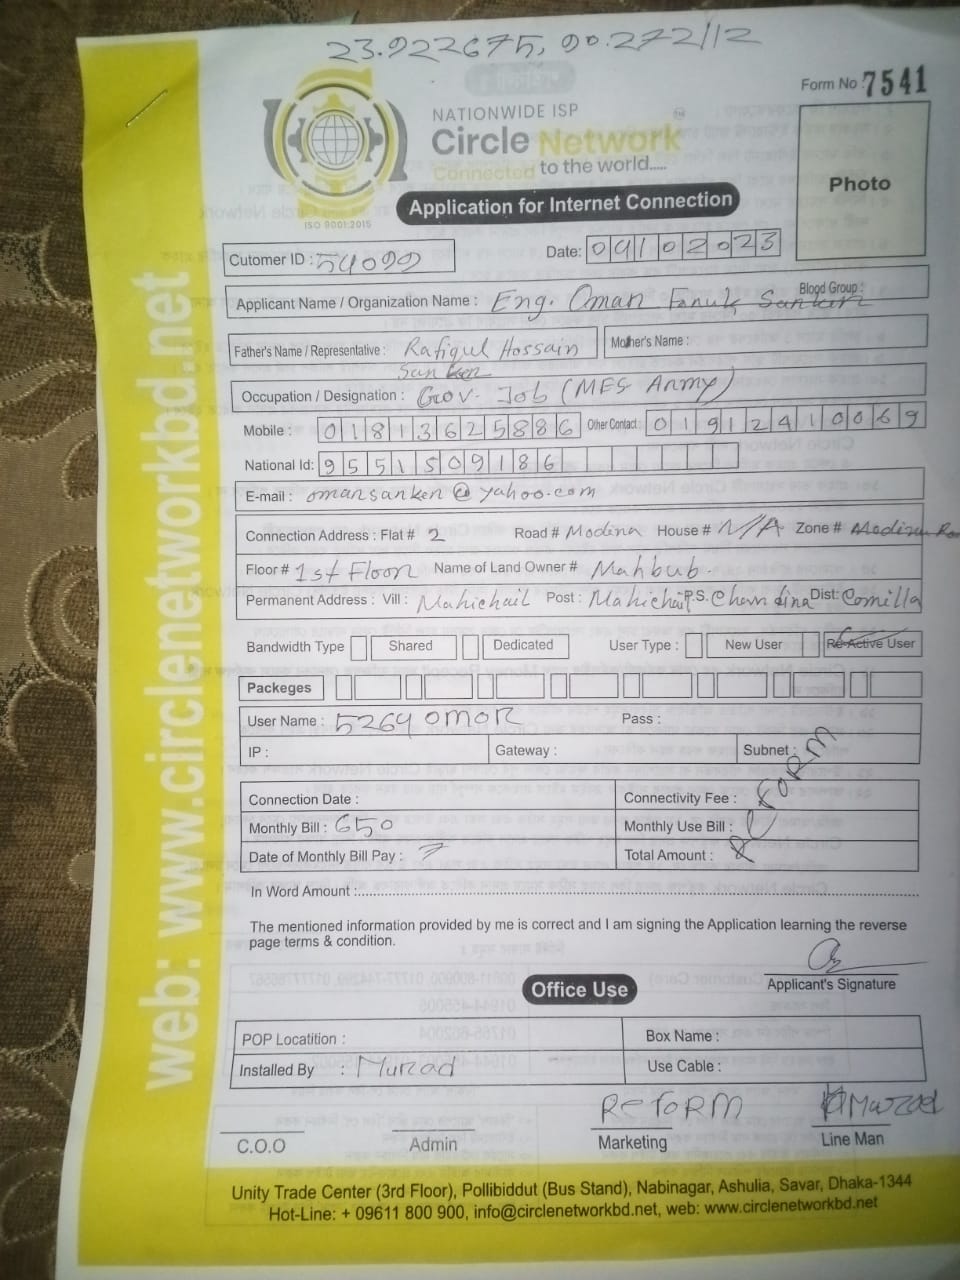 23.922675, 90.272112
Form No : 7541
NATIONWIDE ISP
Circle Network
Connected to the world.....
ISO 9001:2015
Application for Internet Connection
Photo
Cutomer ID : 54099
Date: 04102023
Applicant Name / Organization Name : Eng. Oman Faruk Sanker
Blood Group :
Father's Name / Representative : Rafiqul Hossain Sanker
Mother's Name :
Occupation / Designation : Gov. Job (MES Army)
Mobile : 01813625886 Other Contact : 01912410069
National Id: 9551509186
E-mail : omansanken@yahoo.com
Connection Address : Flat # 2 Road # Modina House # N/A Zone #
Floor # 1st Floor Name of Land Owner # Mahbub.
Permanent Address : Vill : Mahichail Post : Mahichail P.S. Chandina Dist: Comilla
Bandwidth Type Shared Dedicated User Type : New User Re-Active User
Packeges
User Name : 5264 omor Pass :
IP : Gateway : Subnet :
Connection Date : Connectivity Fee :
Monthly Bill : 650 Monthly Use Bill :
Date of Monthly Bill Pay : 7 Total Amount :
In Word Amount :
The mentioned information provided by me is correct and I am signing the Application learning the reverse
page terms & condition.
Applicant's Signature
Office Use
POP Locatition : Box Name :
Installed By : Murad Use Cable :
ReformM
C.O.O Admin Marketing Line Man
Unity Trade Center (3rd Floor), Pollibiddut (Bus Stand), Nabinagar, Ashulia, Savar, Dhaka-1344
Hot-Line: + 09611 800 900, info@circlenetworkbd.net, web: www.circlenetworkbd.net
web: www.circlenetworkbd.net